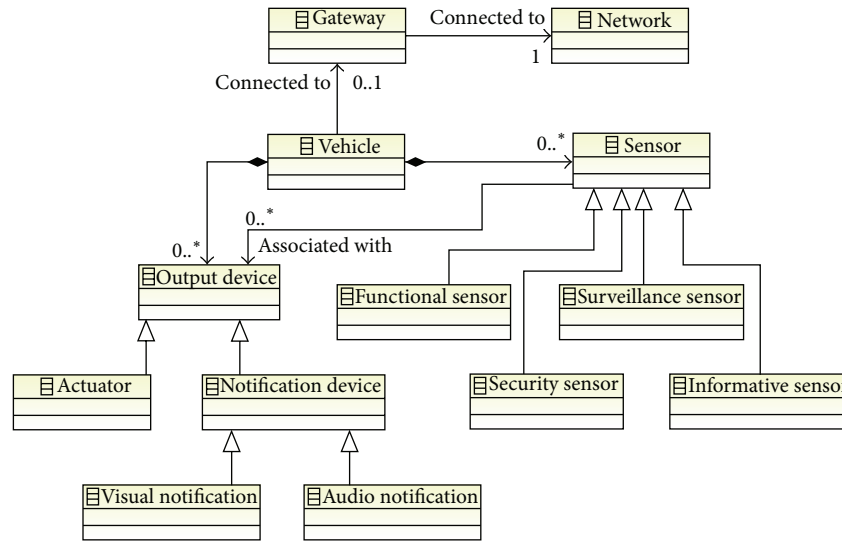 Gateway
Connected to
Network
1
Connected to
0..1
Vehicle
0..*
Sensor
0..*
0..*
Associated with
Output device
Functional sensor
Surveillance sensor
Actuator
Notification device
Security sensor
Informative sensor
Visual notification
Audio notification